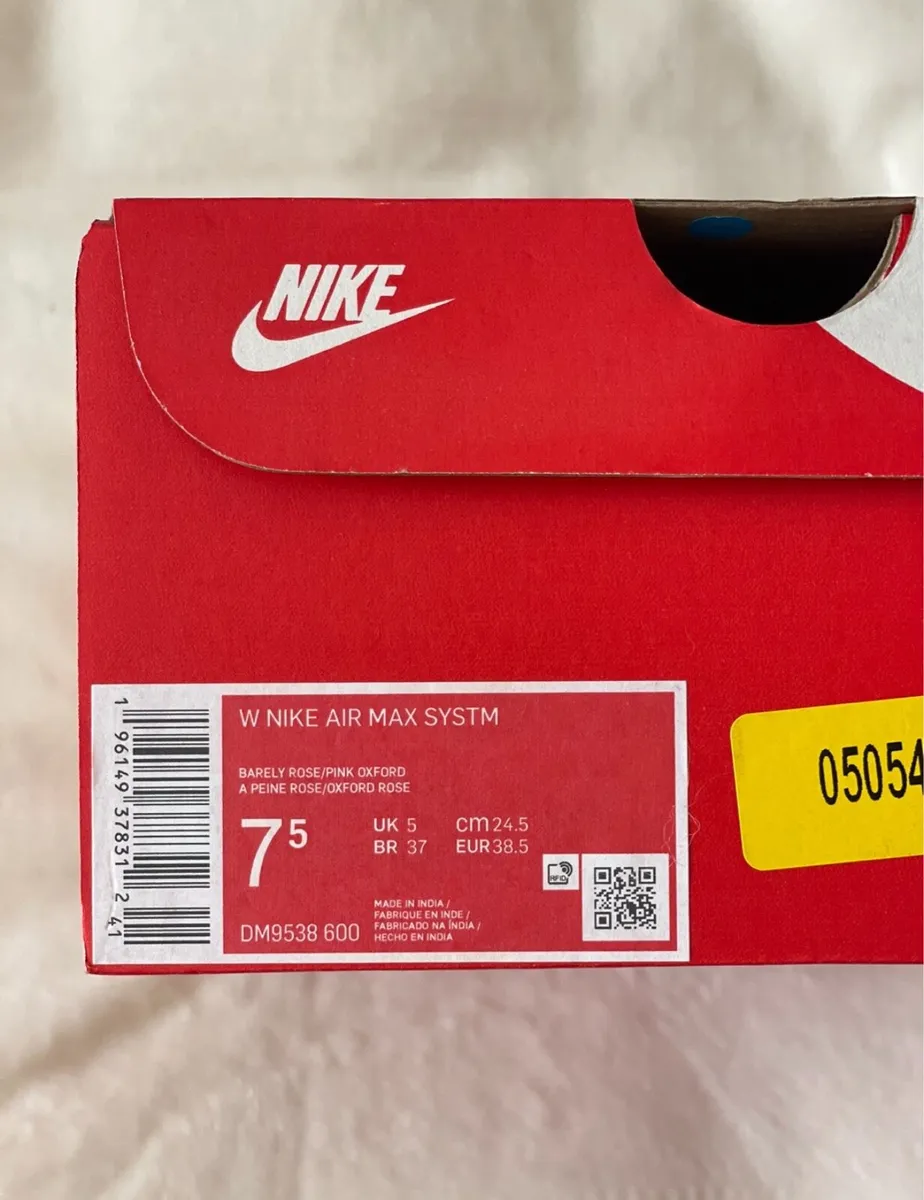 NIKE
W NIKE AIR MAX SYSTM
BARELY ROSE/PINK OXFORD
A PEINE ROSE/OXFORD ROSE
7⁵
UK 5 cm 24.5
BR 37 EUR 38.5
RFID
MADE IN INDIA /
FABRIQUE EN INDE /
FABRICADO NA ÍNDIA /
HECHO EN INDIA
DM9538 600
1 96149 37831 2 41
05054